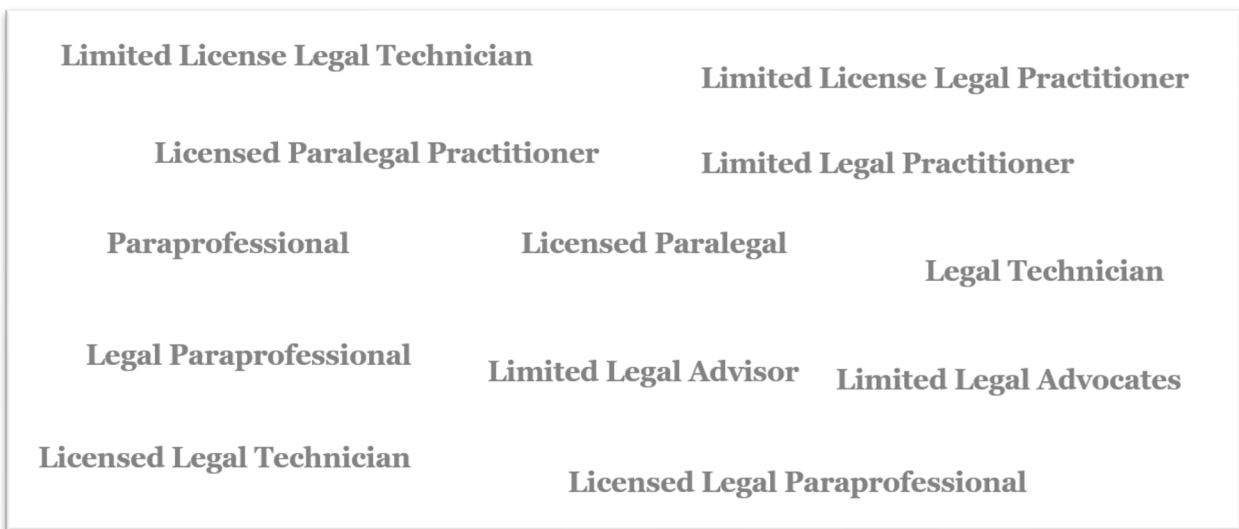 Limited License Legal Technician
Limited License Legal Practitioner
Licensed Paralegal Practitioner
Limited Legal Practitioner
Paraprofessional
Licensed Paralegal
Legal Technician
Legal Paraprofessional
Limited Legal Advisor
Limited Legal Advocates
Licensed Legal Technician
Licensed Legal Paraprofessional